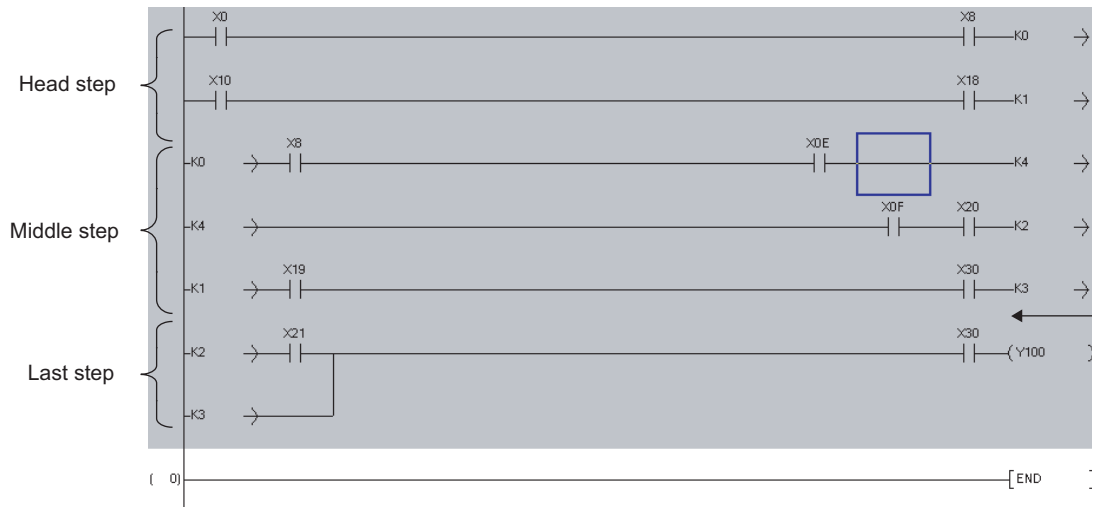 X0 X8
K0
Head step
X10 X18
K1
X8 X0E
K0 K4
X0F X20
Middle step
K4 K2
X19 X30
K1 K3
X21 X30
K2 Y100
Last step
K3
( 0) END